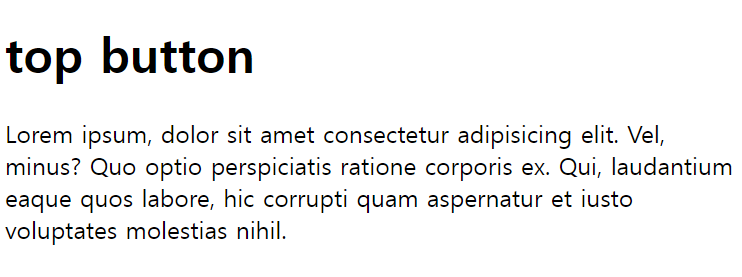 top button
Lorem ipsum, dolor sit amet consectetur adipisicing elit. Vel,
minus? Quo optio perspiciatis ratione corporis ex. Qui, laudantium
eaque quos labore, hic corrupti quam aspernatur et iusto
voluptates molestias nihil.